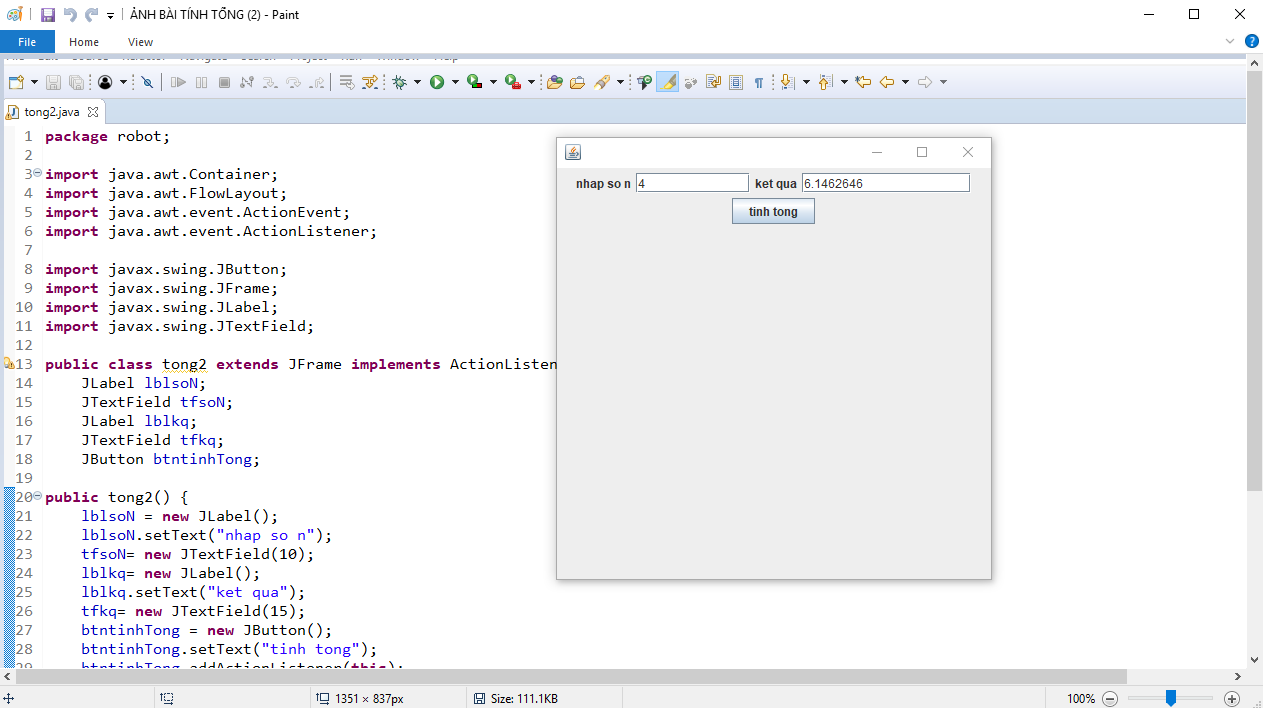 ẢNH BÀI TÍNH TỔNG (2) - Paint
File Home View
tong2.java
1 package robot;
2
3 import java.awt.Container;
4 import java.awt.FlowLayout;
5 import java.awt.event.ActionEvent;
6 import java.awt.event.ActionListener;
7
8 import javax.swing.JButton;
9 import javax.swing.JFrame;
10 import javax.swing.JLabel;
11 import javax.swing.JTextField;
12
13 public class tong2 extends JFrame implements ActionListen
14 JLabel lblsoN;
15 JTextField tfsoN;
16 JLabel lblkq;
17 JTextField tfkq;
18 JButton btntinhTong;
19
20 public tong2() {
21 lblsoN = new JLabel();
22 lblsoN.setText("nhap so n");
23 tfsoN= new JTextField(10);
24 lblkq= new JLabel();
25 lblkq.setText("ket qua");
26 tfkq= new JTextField(15);
27 btntinhTong = new JButton();
28 btntinhTong.setText("tinh tong");
29 btntinhTong.addActionListener(this);
nhap so n 4 ket qua 6.1462646
tinh tong
1351 × 837px Size: 111.1KB 100%